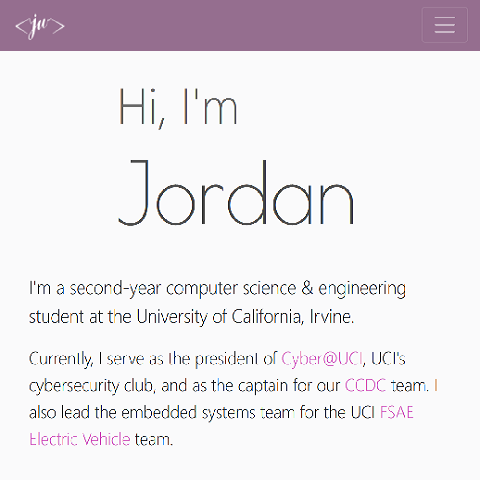 <ju>
Hi, I'm
Jordan
I'm a second-year computer science & engineering
student at the University of California, Irvine.
Currently, I serve as the president of Cyber@UCI, UCI's
cybersecurity club, and as the captain for our CCDC team. I
also lead the embedded systems team for the UCI FSAE
Electric Vehicle team.